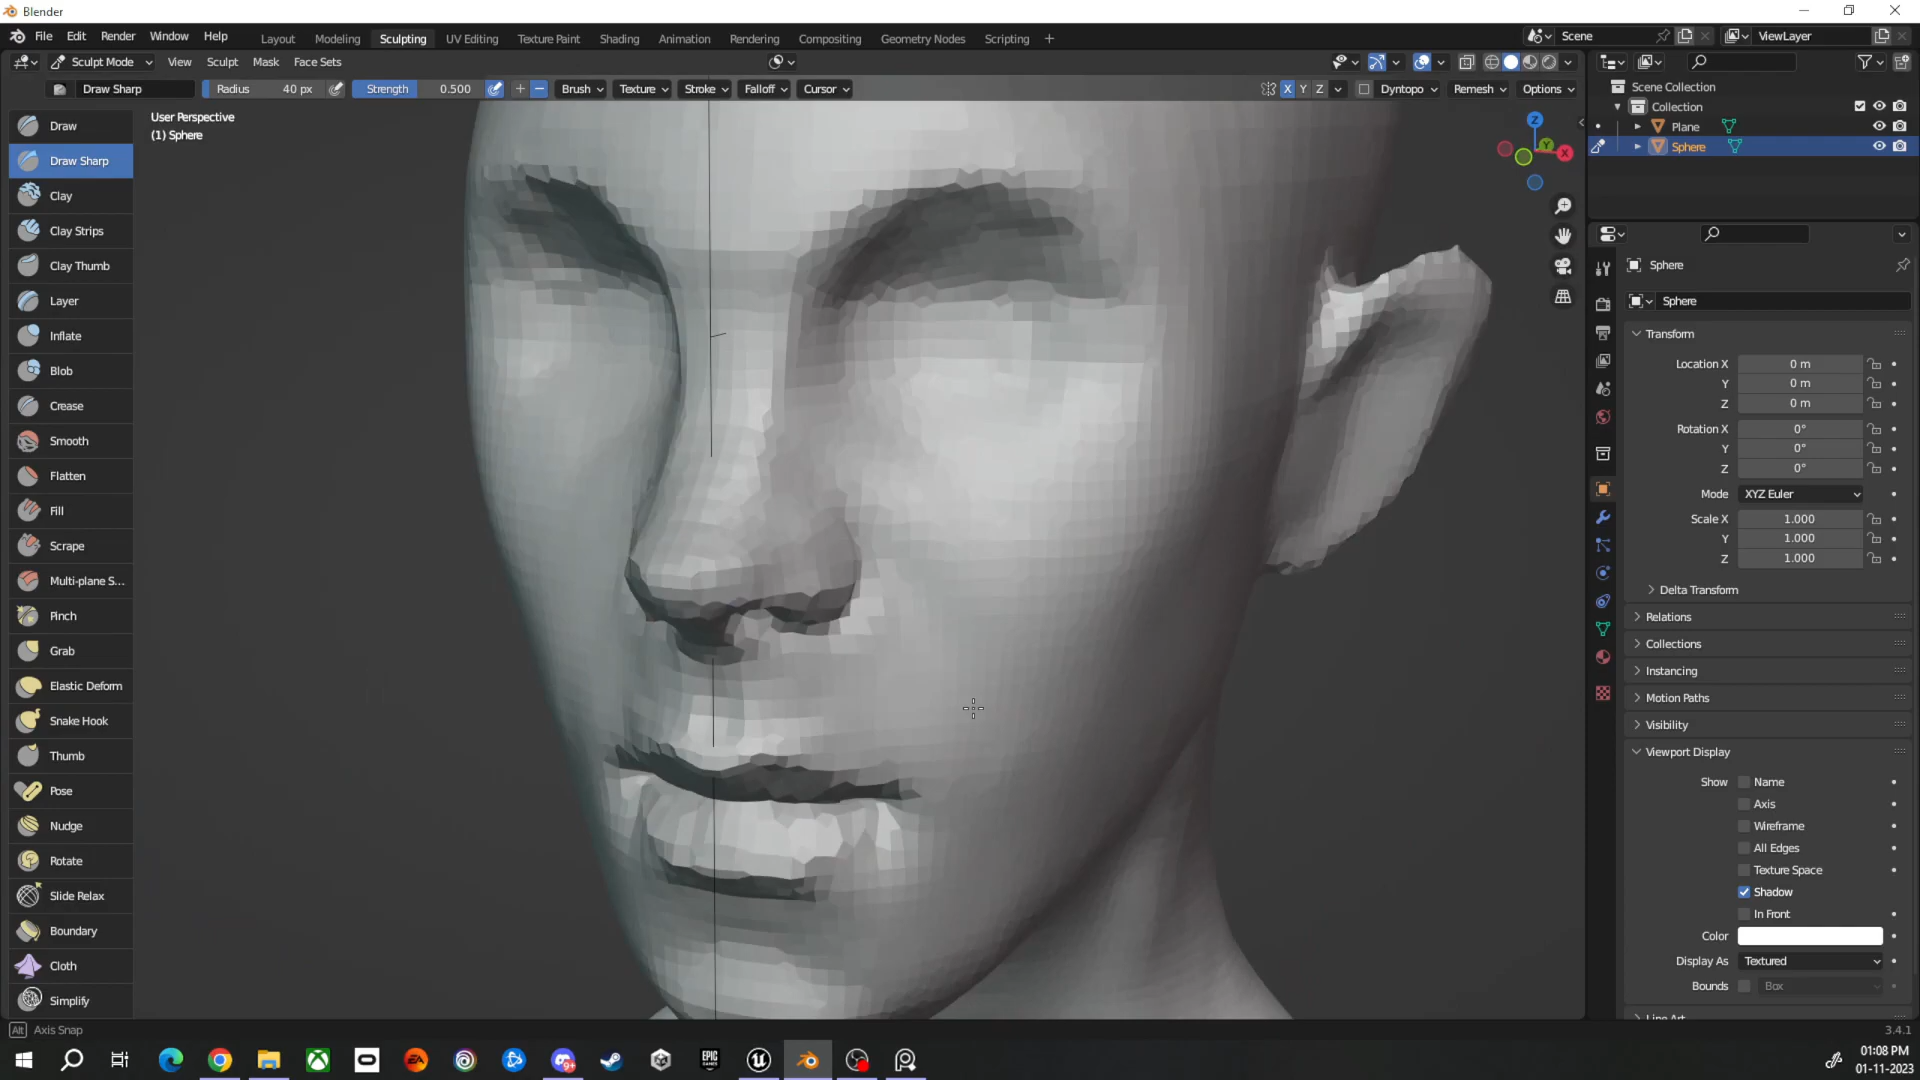 Blender
File Edit Render Window Help Layout Modeling Sculpting UV Editing Texture Paint Shading Animation Rendering Compositing Geometry Nodes Scripting + Scene ViewLayer
Sculpt Mode View Sculpt Mask Face Sets
Draw Sharp Radius 40 px Strength 0.500 Brush Texture Stroke Falloff Cursor X Y Z Dyntopo Remesh Options
User Perspective
(1) Sphere
Draw
Draw Sharp
Clay
Clay Strips
Clay Thumb
Layer
Inflate
Blob
Crease
Smooth
Flatten
Fill
Scrape
Multi-plane S...
Pinch
Grab
Elastic Deform
Snake Hook
Thumb
Pose
Nudge
Rotate
Slide Relax
Boundary
Cloth
Simplify
Z
Y
X
Scene Collection
Collection
Plane
Sphere
Sphere
Sphere
Transform
Location X 0 m
Y 0 m
Z 0 m
Rotation X 0°
Y 0°
Z 0°
Mode XYZ Euler
Scale X 1.000
Y 1.000
Z 1.000
Delta Transform
Relations
Collections
Instancing
Motion Paths
Visibility
Viewport Display
Show Name
Axis
Wireframe
All Edges
Texture Space
Shadow
In Front
Color
Display As Textured
Bounds Box
Line Art
Alt Axis Snap
3.4.1
EA
9+
EPIC GAMES
01:08 PM
01-11-2023